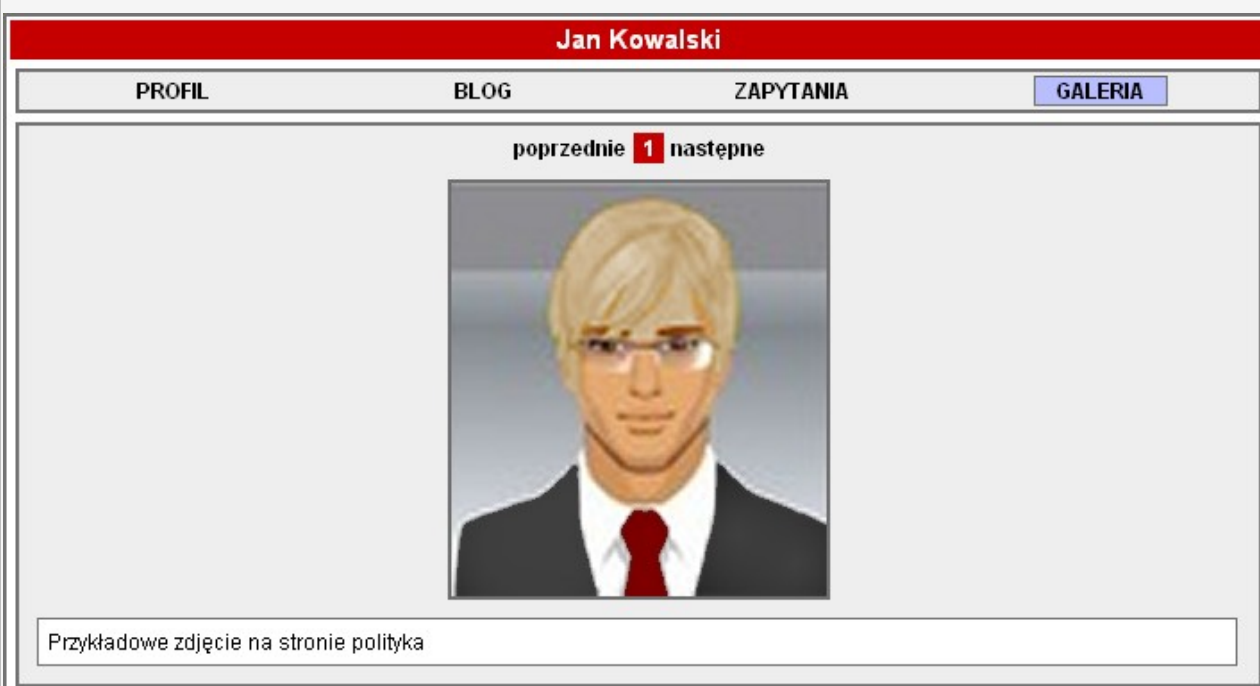 Jan Kowalski
PROFIL BLOG ZAPYTANIA GALERIA
poprzednie 1 następne
Przykładowe zdjęcie na stronie polityka